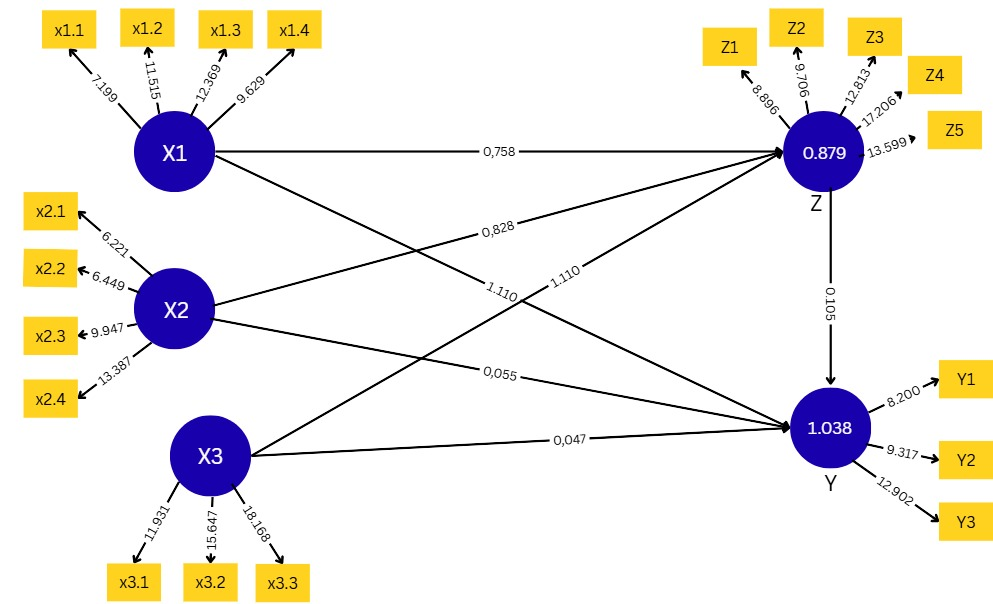 x1.1
x1.2
x1.3
x1.4
7.199
11.515
12.369
9.629
X1
Z1
Z2
Z3
Z4
Z5
8.896
9.706
12.813
17.206
13.599
0.879
Z
0,758
0,828
1.110
1.110
0,055
0,047
0.105
x2.1
x2.2
x2.3
x2.4
6.221
6.449
9.947
13.387
X2
X3
11.931
15.647
18.168
x3.1
x3.2
x3.3
1.038
Y
8.200
9.317
12.902
Y1
Y2
Y3